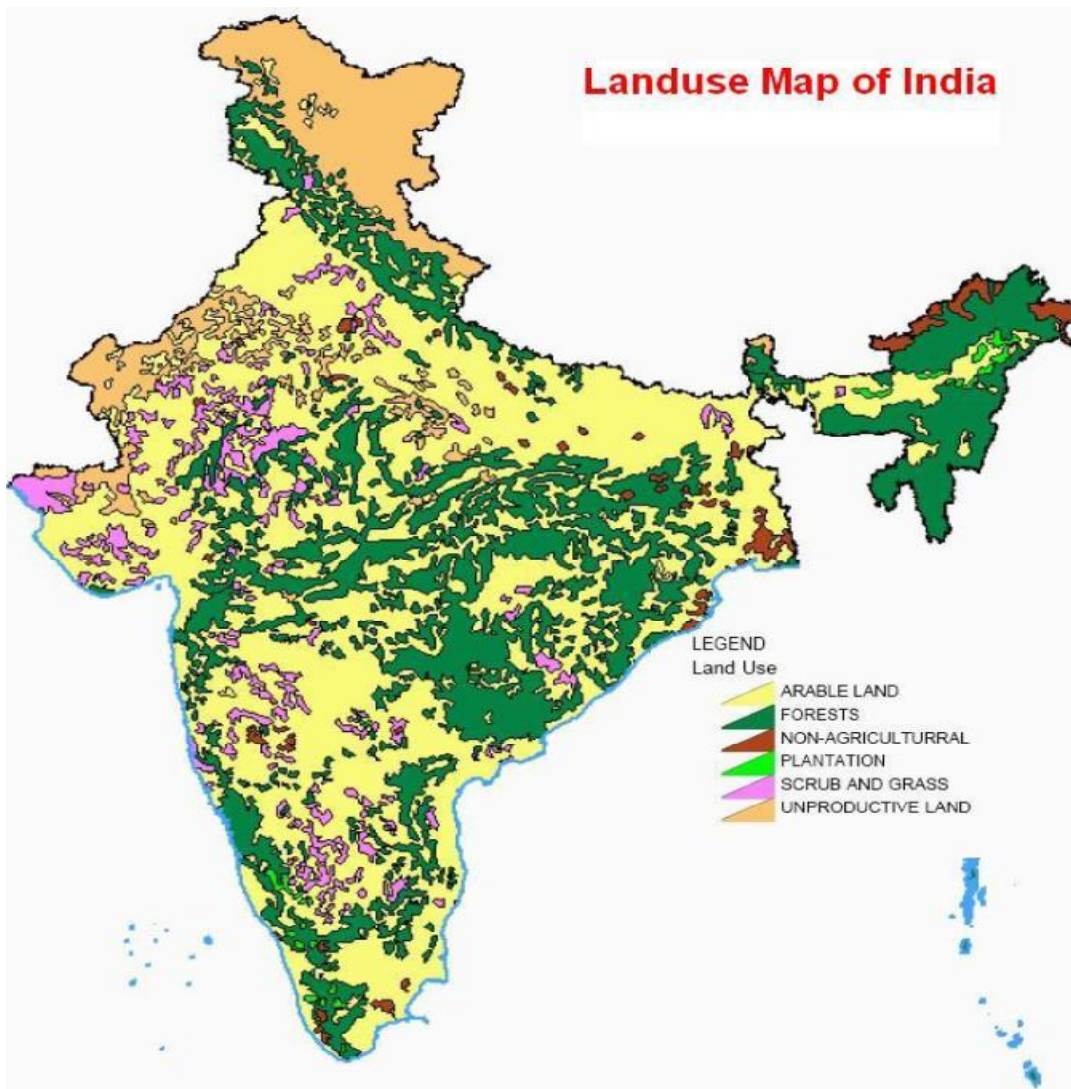 Landuse Map of India
LEGEND
Land Use
ARABLE LAND
FORESTS
NON-AGRICULTURRAL
PLANTATION
SCRUB AND GRASS
UNPRODUCTIVE LAND